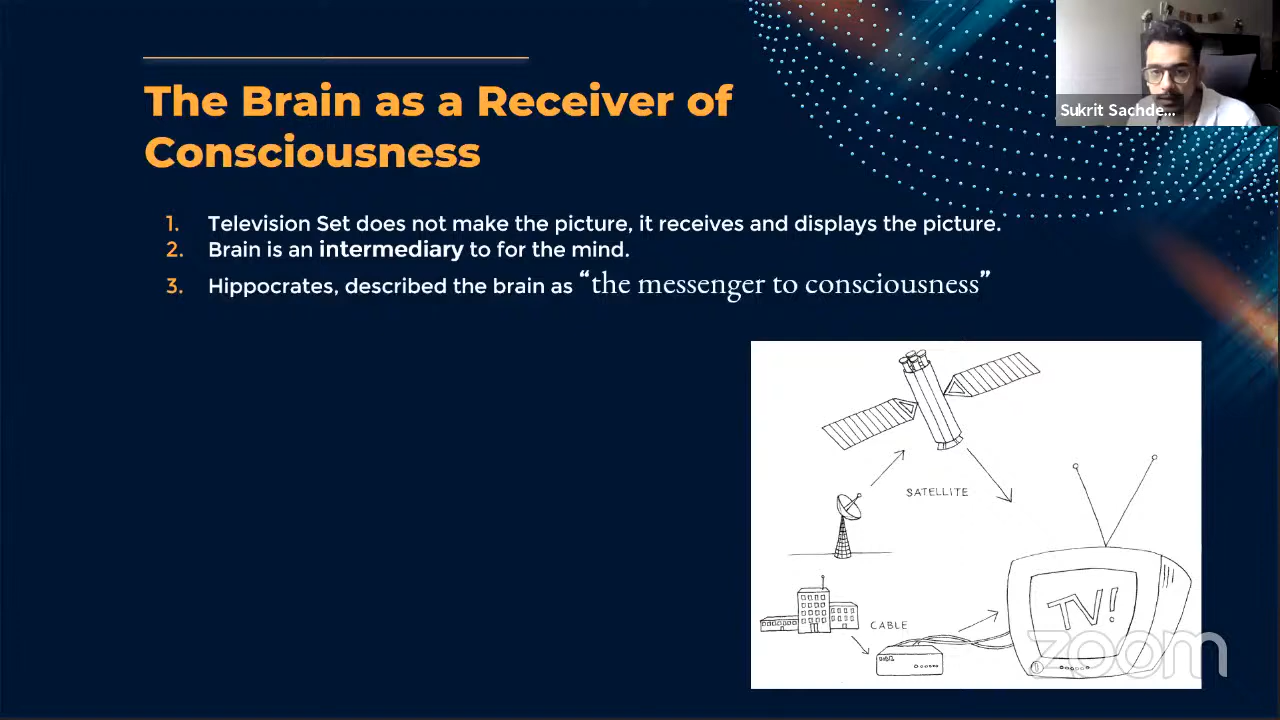 The Brain as a Receiver of
Consciousness
Sukrit Sachde...
1. Television Set does not make the picture, it receives and displays the picture.
2. Brain is an intermediary to for the mind.
3. Hippocrates, described the brain as “the messenger to consciousness”
SATELLITE
TV!
CABLE
zoom